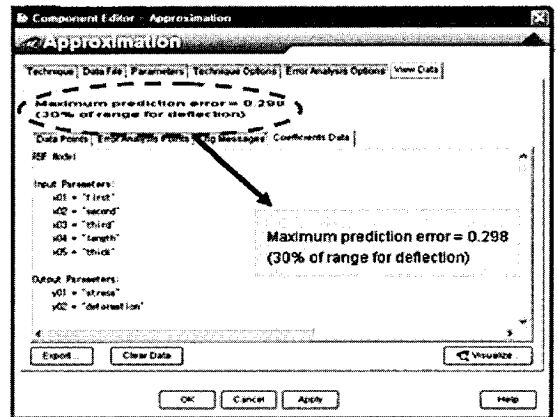 Component Editor - Approximation
Approximation
Technique Data File Parameters Technique Options Error Analysis Options View Data
Maximum prediction error = 0.298
(30% of range for deflection)
Data Points Error Analysis Points Log Messages Coefficients Data
RBF Model
Input Parameters:
x01 = "first"
x02 = "second"
x03 = "third"
x04 = "length"
x05 = "thick"
Maximum prediction error = 0.298
(30% of range for deflection)
Output Parameters:
y01 = "stress"
y02 = "deformation"
Export... Clear Data Visualize...
OK Cancel Apply Help